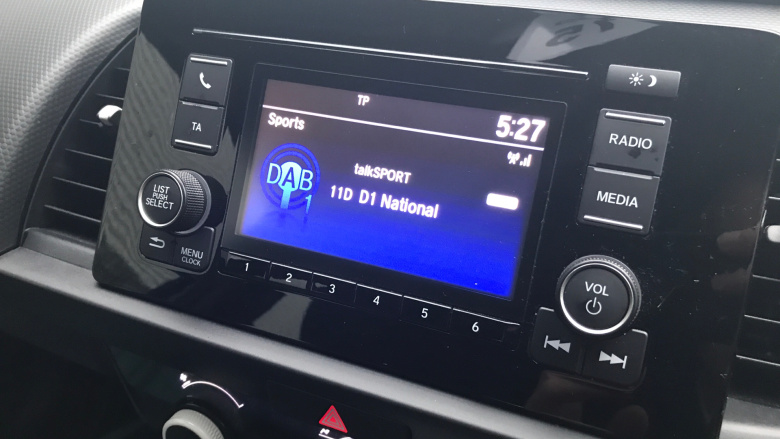 TP
Sports
5:27
DAB
1
talkSPORT
11D D1 National
TA
LIST
PUSH
SELECT
MENU
CLOCK
RADIO
MEDIA
VOL
1
2
3
4
5
6